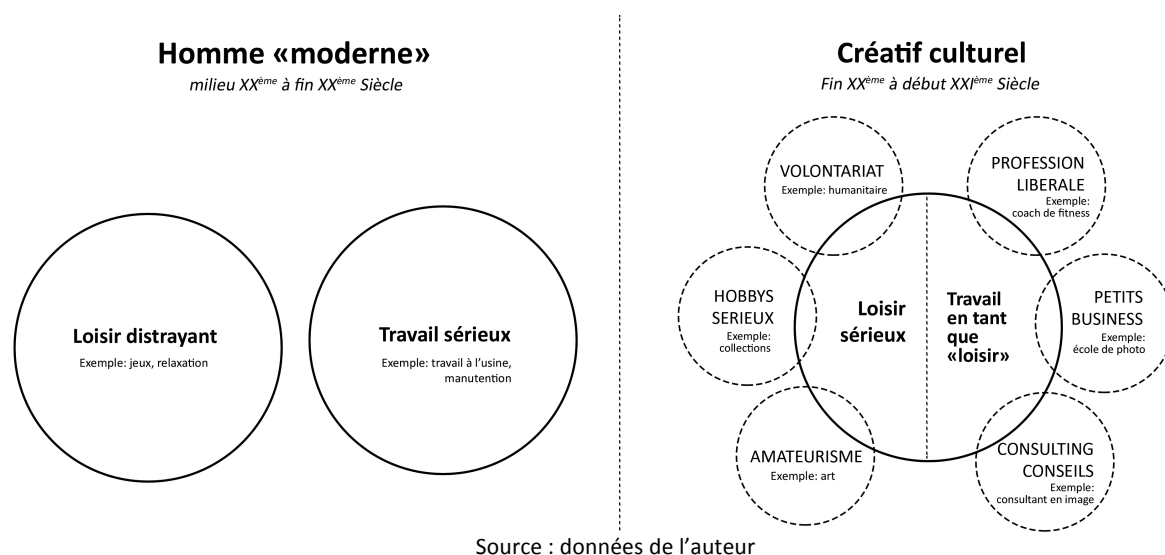 Homme «moderne»
milieu XXème à fin XXème Siècle
Loisir distrayant
Exemple: jeux, relaxation
Travail sérieux
Exemple: travail à l'usine,
manutention
Créatif culturel
Fin XXème à début XXIème Siècle
VOLONTARIAT
Exemple: humanitaire
PROFESSION
LIBERALE
Exemple:
coach de fitness
HOBBYS
SERIEUX
Exemple:
collections
Loisir
sérieux
Travail
en tant
que
«loisir»
PETITS
BUSINESS
Exemple:
école de photo
AMATEURISME
Exemple: art
CONSULTING
CONSEILS
Exemple:
consultant en image
Source : données de l'auteur